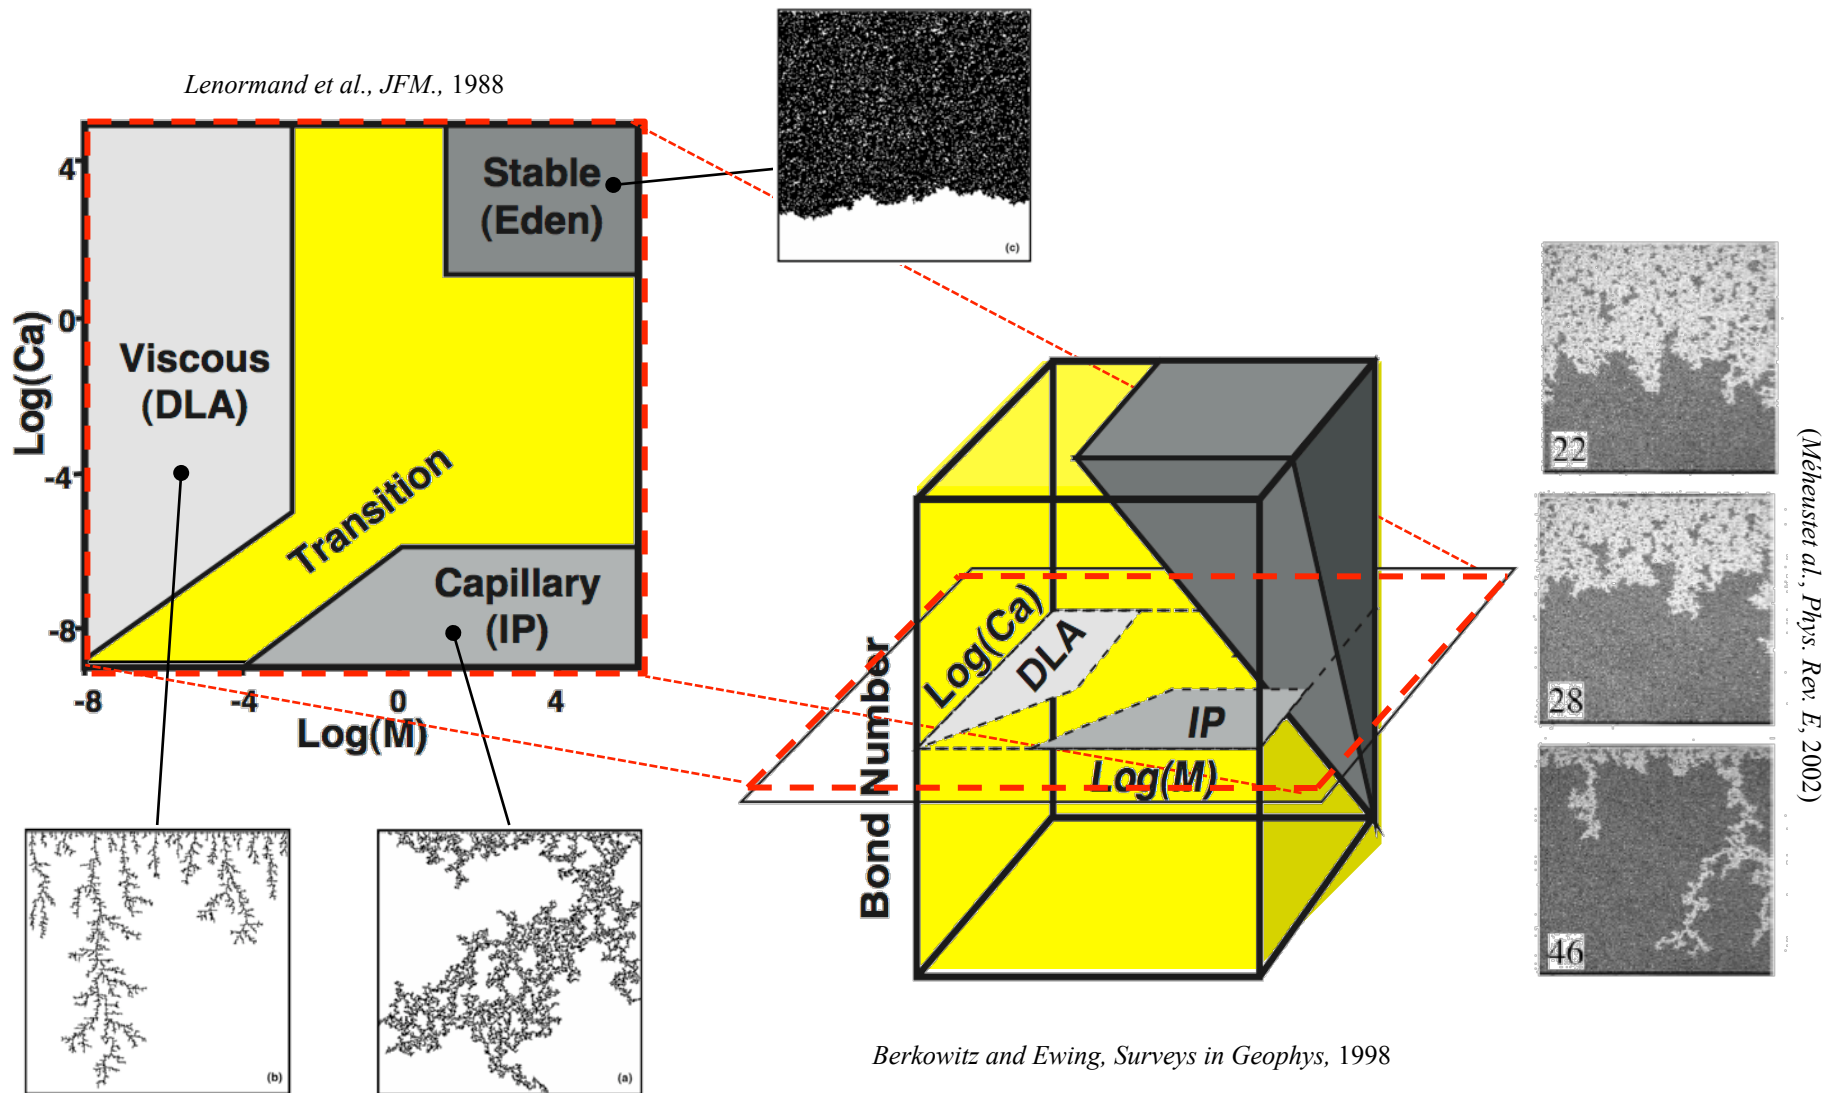 Lenormand et al., JFM., 1988
Log(Ca)
4
0
-4
-8
-8
-4
0
4
Log(M)
Viscous
(DLA)
Stable
(Eden)
Transition
Capillary
(IP)
(c)
(b)
(a)
Bond Number
Log(Ca)
DLA
IP
Log(M)
Berkowitz and Ewing, Surveys in Geophys, 1998
22
28
46
(Méheustet al., Phys. Rev. E, 2002)